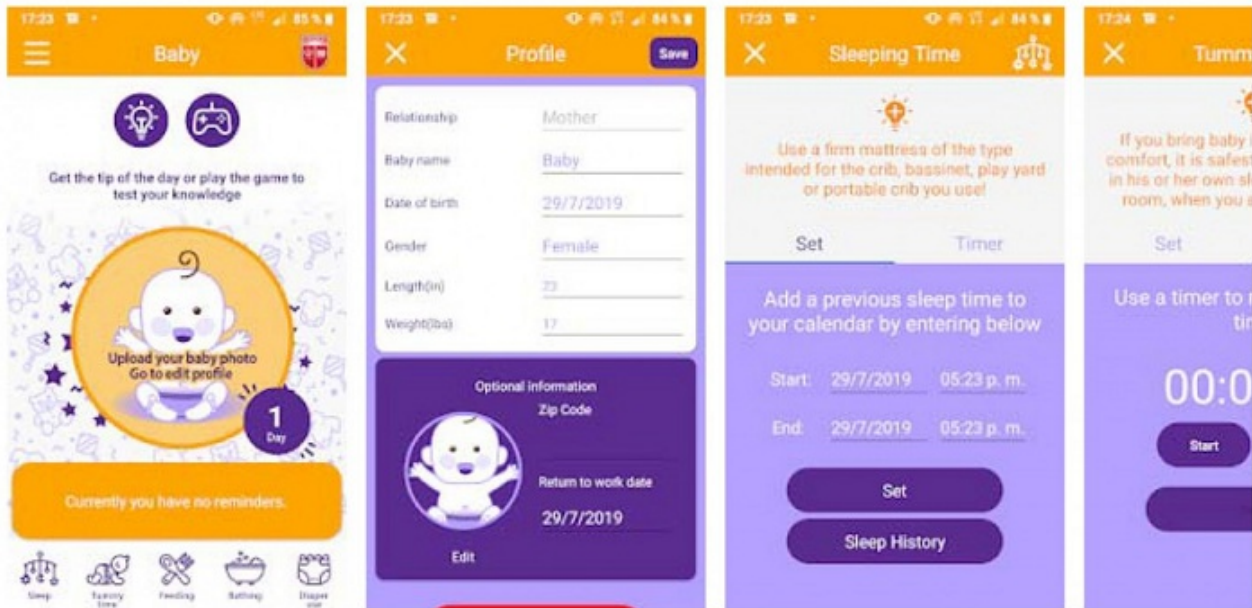 17:23
85 %
Baby
Get the tip of the day or play the game to
test your knowledge
Upload your baby photo
Go to edit profile
1
Day
Currently you have no reminders.
Sleep
Tummy
time
Feeding
Bathing
Diaper
use
17:23
84 %
Profile
Save
Relationship
Mother
Baby name
Baby
Date of birth
29/7/2019
Gender
Female
Length(in)
23
Weight(lbs)
17
Optional information
Zip Code
Return to work date
29/7/2019
Edit
17:23
84 %
Sleeping Time
Use a firm mattress of the type
intended for the crib, bassinet, play yard
or portable crib you use!
Set
Timer
Add a previous sleep time to
your calendar by entering below
Start: 29/7/2019 05:23 p. m.
End: 29/7/2019 05:23 p. m.
Set
Sleep History
17:24
Tumm
If you bring baby
comfort, it is safest
in his or her own sl
room, when you a
Set
Use a timer to
ti
00:0
Start